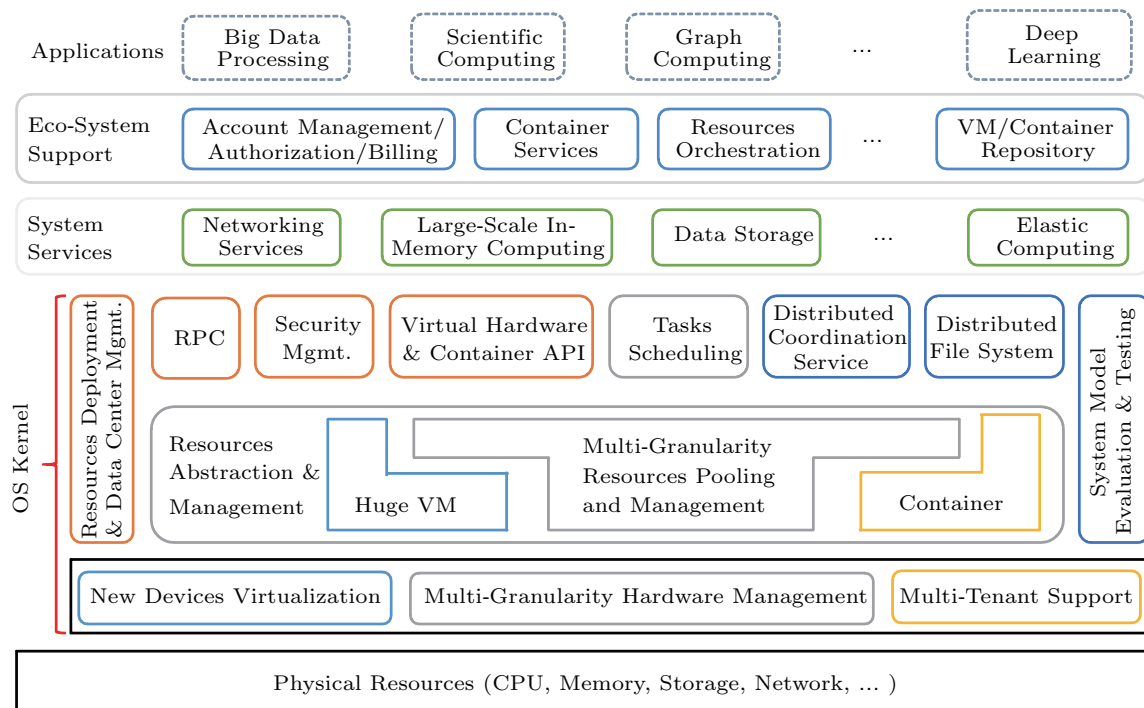 Applications
Big Data
Processing
Scientific
Computing
Graph
Computing
...
Deep
Learning
Eco-System
Support
Account Management/
Authorization/Billing
Container
Services
Resources
Orchestration
...
VM/Container
Repository
System
Services
Networking
Services
Large-Scale In-
Memory Computing
Data Storage
...
Elastic
Computing
OS Kernel
Resources Deployment
& Data Center Mgmt.
RPC
Security
Mgmt.
Virtual Hardware
& Container API
Tasks
Scheduling
Distributed
Coordination
Service
Distributed
File System
System Model
Evaluation & Testing
Resources
Abstraction &
Management
Huge VM
Multi-Granularity
Resources Pooling
and Management
Container
New Devices Virtualization
Multi-Granularity Hardware Management
Multi-Tenant Support
Physical Resources (CPU, Memory, Storage, Network, ... )